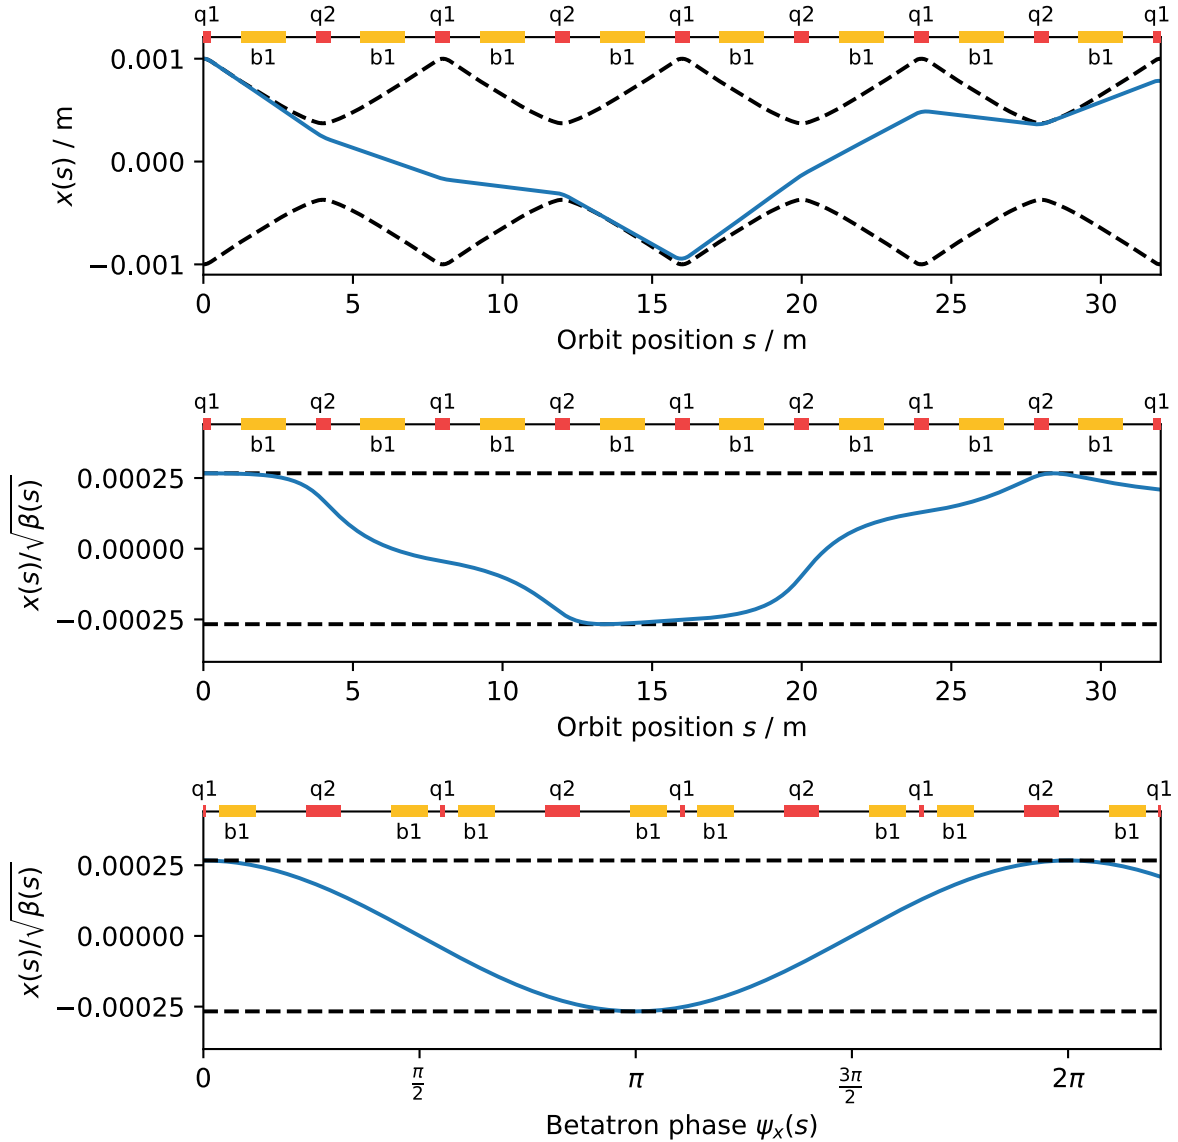 q1 q2 q1 q2 q1 q2 q1 q2 q1
b1 b1 b1 b1 b1 b1 b1 b1
0.001
0.000
−0.001
x(s) / m
0 5 10 15 20 25 30
Orbit position s / m
q1 q2 q1 q2 q1 q2 q1 q2 q1
b1 b1 b1 b1 b1 b1 b1 b1
0.00025
0.00000
−0.00025
x(s)/√β(s)
0 5 10 15 20 25 30
Orbit position s / m
q1 q2 q1 q2 q1 q2 q1 q2 q1
b1 b1 b1 b1 b1 b1 b1 b1
0.00025
0.00000
−0.00025
x(s)/√β(s)
0 π/2 π 3π/2 2π
Betatron phase ψₓ(s)